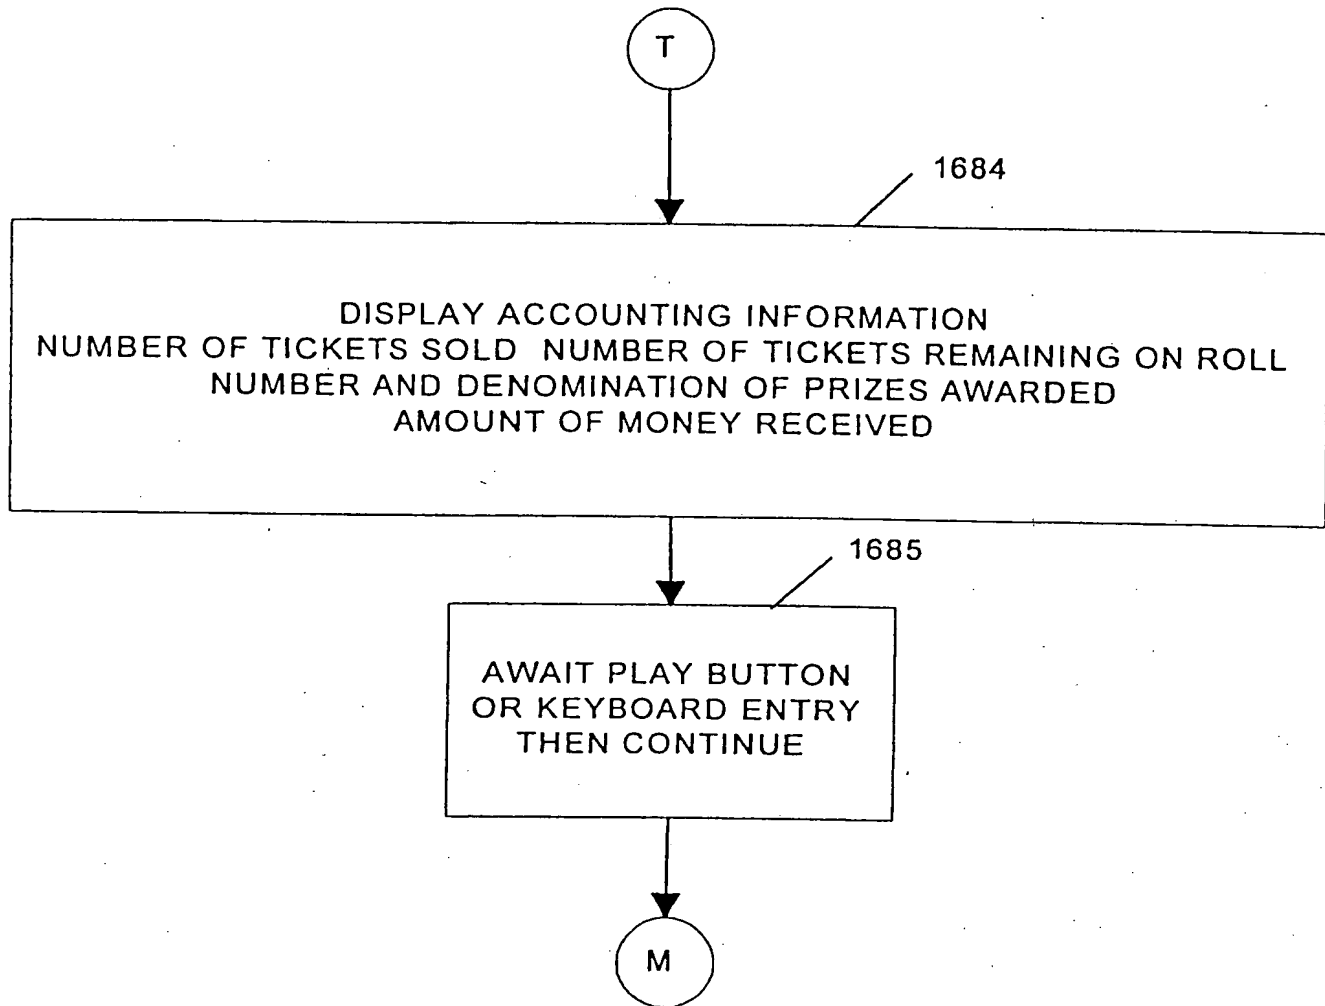 T
1684
DISPLAY ACCOUNTING INFORMATION
NUMBER OF TICKETS SOLD NUMBER OF TICKETS REMAINING ON ROLL
NUMBER AND DENOMINATION OF PRIZES AWARDED
AMOUNT OF MONEY RECEIVED
1685
AWAIT PLAY BUTTON
OR KEYBOARD ENTRY
THEN CONTINUE
M